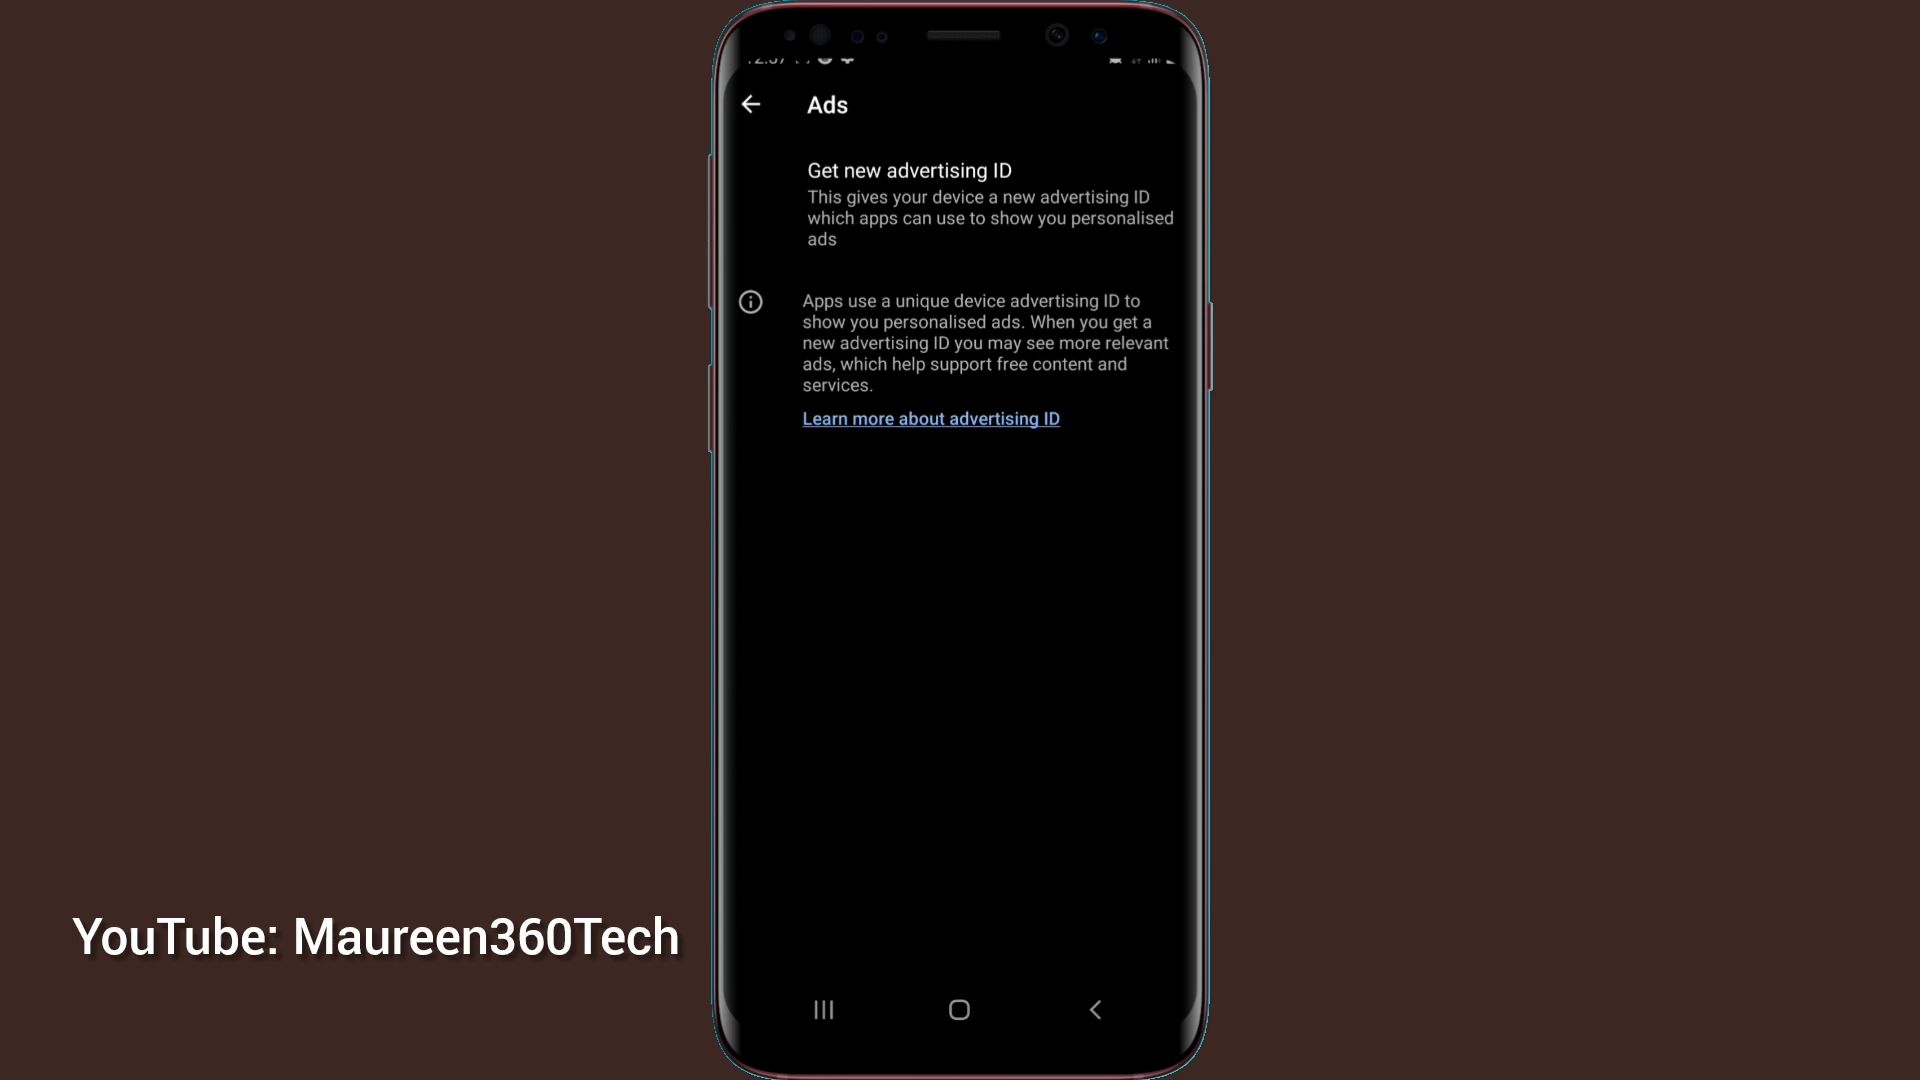 Ads
Get new advertising ID
This gives your device a new advertising ID
which apps can use to show you personalised
ads
Apps use a unique device advertising ID to
show you personalised ads. When you get a
new advertising ID you may see more relevant
ads, which help support free content and
services.
Learn more about advertising ID
YouTube: Maureen360Tech